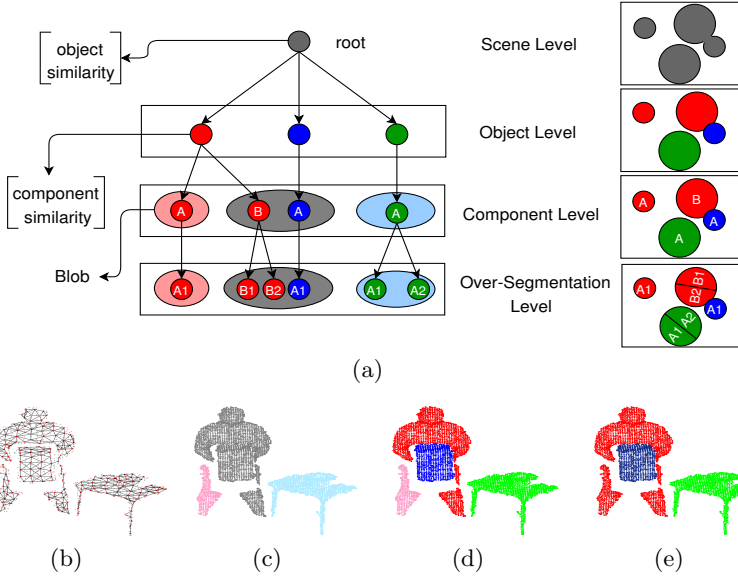 object
similarity
root
Scene Level
Object Level
component
similarity
A B A A
Component Level
A B A A
Blob
Over-Segmentation
Level
A1 B1 B2 A1 A1 A2
A1 B1 B2 A1 A1 A2
(a)
(b) (c) (d) (e)